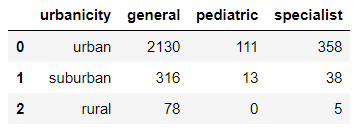 urbanicity general pediatric specialist
0 urban 2130 111 358
1 suburban 316 13 38
2 rural 78 0 5